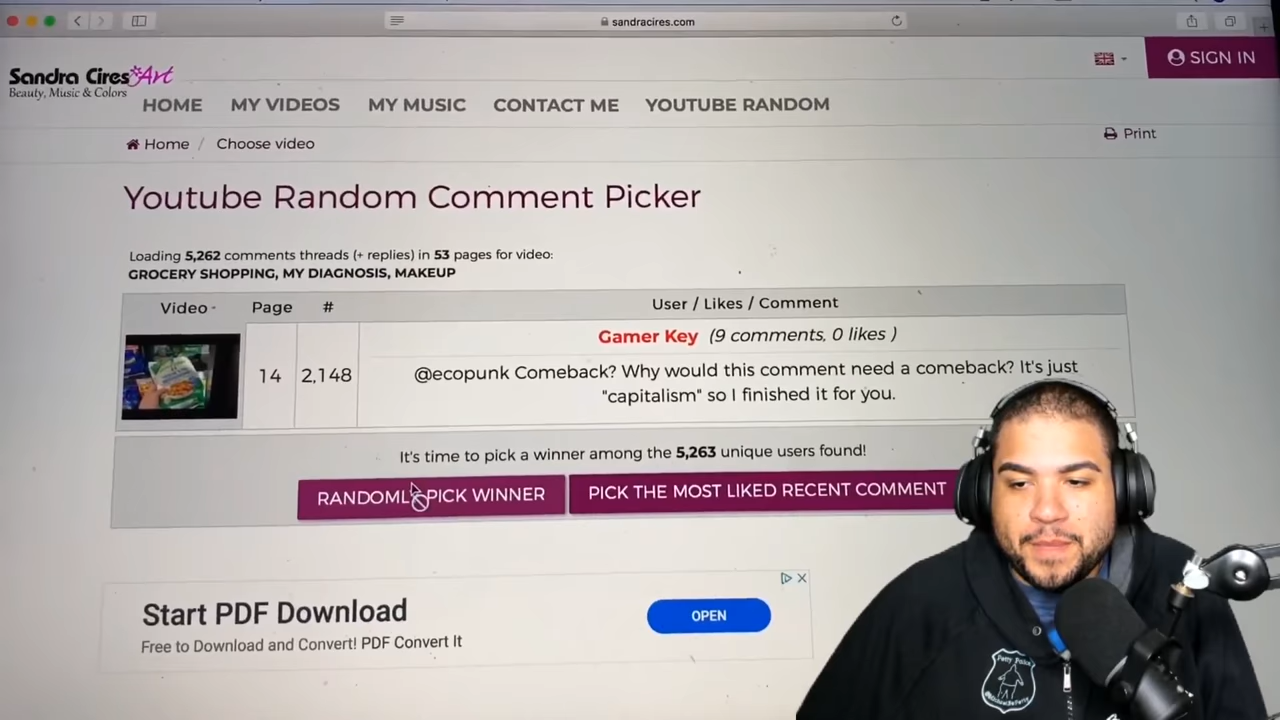 sandracires.com
Sandra Cires Art
Beauty, Music & Colors
SIGN IN
HOME MY VIDEOS MY MUSIC CONTACT ME YOUTUBE RANDOM
Home / Choose video
Print
Youtube Random Comment Picker
Loading 5,262 comments threads (+ replies) in 53 pages for video:
GROCERY SHOPPING, MY DIAGNOSIS, MAKEUP
Video Page # User / Likes / Comment
Gamer Key (9 comments, 0 likes )
14 2,148 @ecopunk Comeback? Why would this comment need a comeback? It's just
"capitalism" so I finished it for you.
It's time to pick a winner among the 5,263 unique users found!
RANDOMLY PICK WINNER PICK THE MOST LIKED RECENT COMMENT
Start PDF Download
Free to Download and Convert! PDF Convert It
OPEN
Petty Police